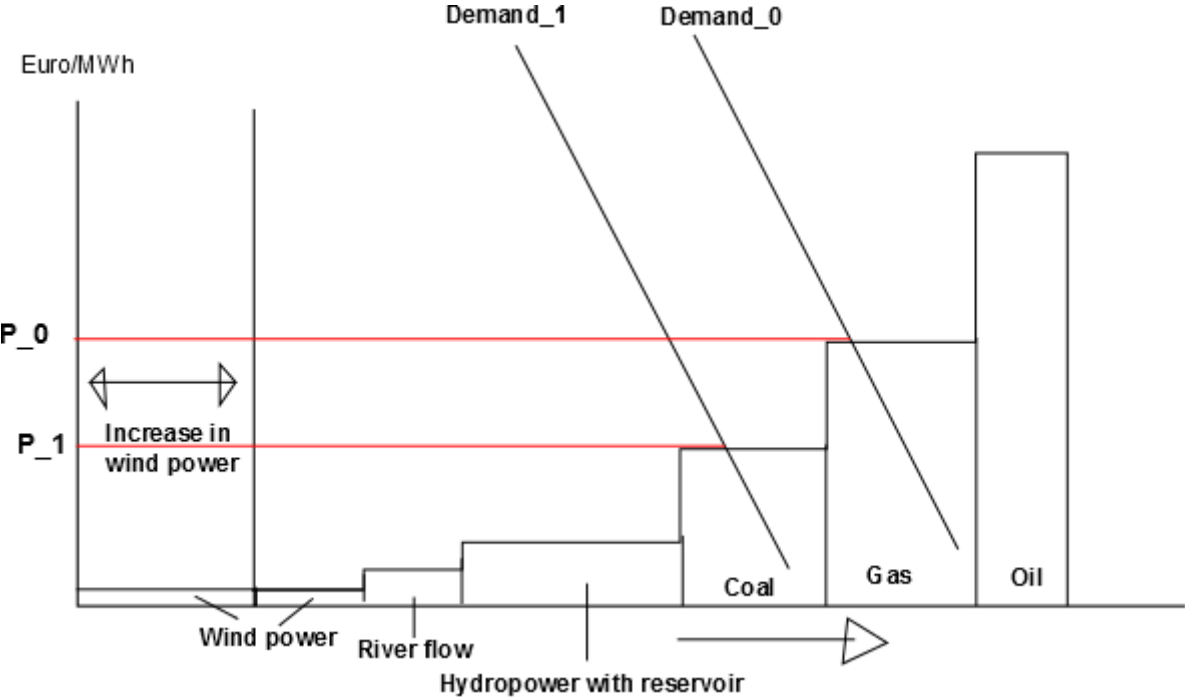 Demand_1
Demand_0
Euro/MWh
P_0
P_1
Increase in
wind power
Coal
Gas
Oil
Wind power
River flow
Hydropower with reservoir